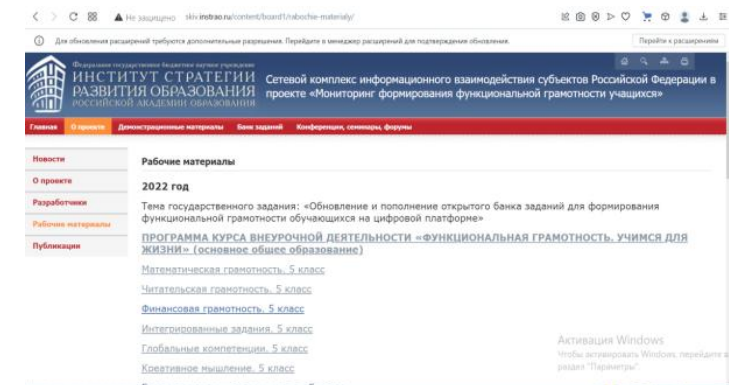 Не защищено skiv.instrao.ru/content/board1/rabochie-materialy/
Для обновления расширений требуются дополнительные разрешения. Перейдите в менеджер расширений для подтверждения обновления.
Перейти к расширениям
Федеральное государственное бюджетное научное учреждение
ИНСТИТУТ СТРАТЕГИИ
РАЗВИТИЯ ОБРАЗОВАНИЯ
РОССИЙСКОЙ АКАДЕМИИ ОБРАЗОВАНИЯ
Сетевой комплекс информационного взаимодействия субъектов Российской Федерации в
проекте «Мониторинг формирования функциональной грамотности учащихся»
Главная О проекте Демонстрационные материалы Банк заданий Конференции, семинары, форумы
Новости
О проекте
Разработчики
Рабочие материалы
Публикации
Рабочие материалы
2022 год
Тема государственного задания: «Обновление и пополнение открытого банка заданий для формирования
функциональной грамотности обучающихся на цифровой платформе»
ПРОГРАММА КУРСА ВНЕУРОЧНОЙ ДЕЯТЕЛЬНОСТИ «ФУНКЦИОНАЛЬНАЯ ГРАМОТНОСТЬ. УЧИМСЯ ДЛЯ
ЖИЗНИ» (основное общее образование)
Математическая грамотность. 5 класс
Читательская грамотность. 5 класс
Финансовая грамотность. 5 класс
Интегрированные задания. 5 класс
Глобальные компетенции. 5 класс
Креативное мышление. 5 класс
Активация Windows
Чтобы активировать Windows, перейдите в
раздел "Параметры".